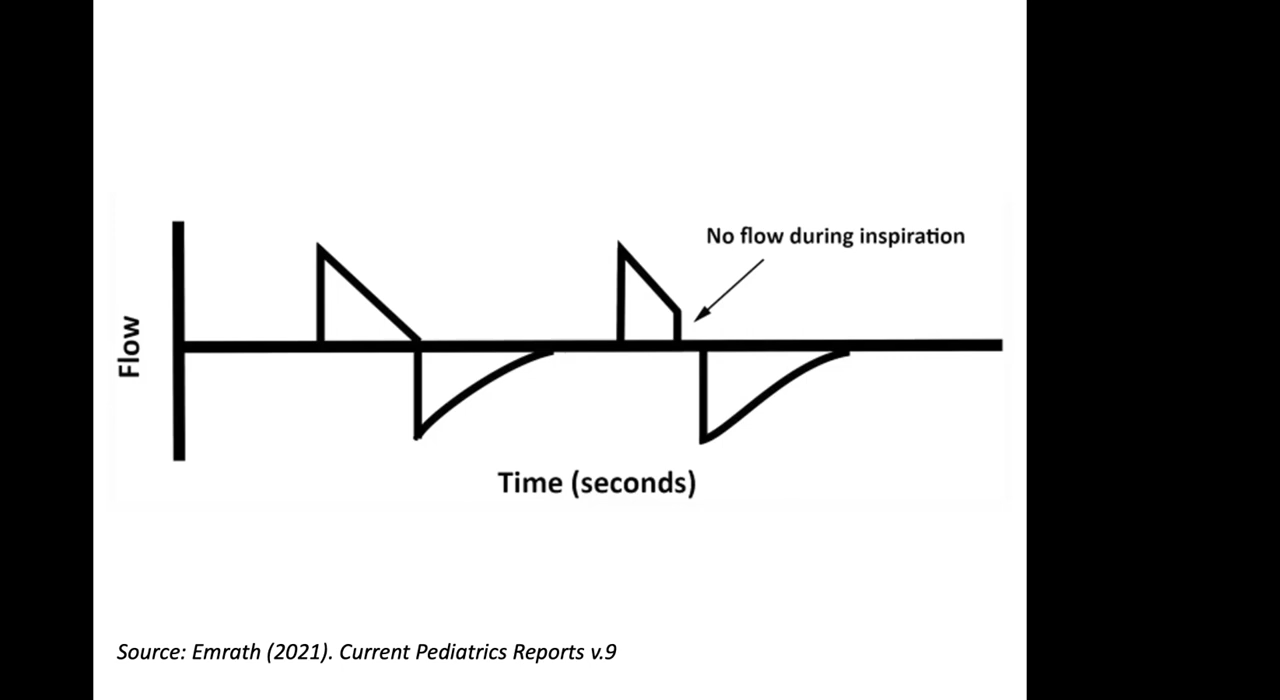 No flow during inspiration
Flow
Time (seconds)
Source: Emrath (2021). Current Pediatrics Reports v.9